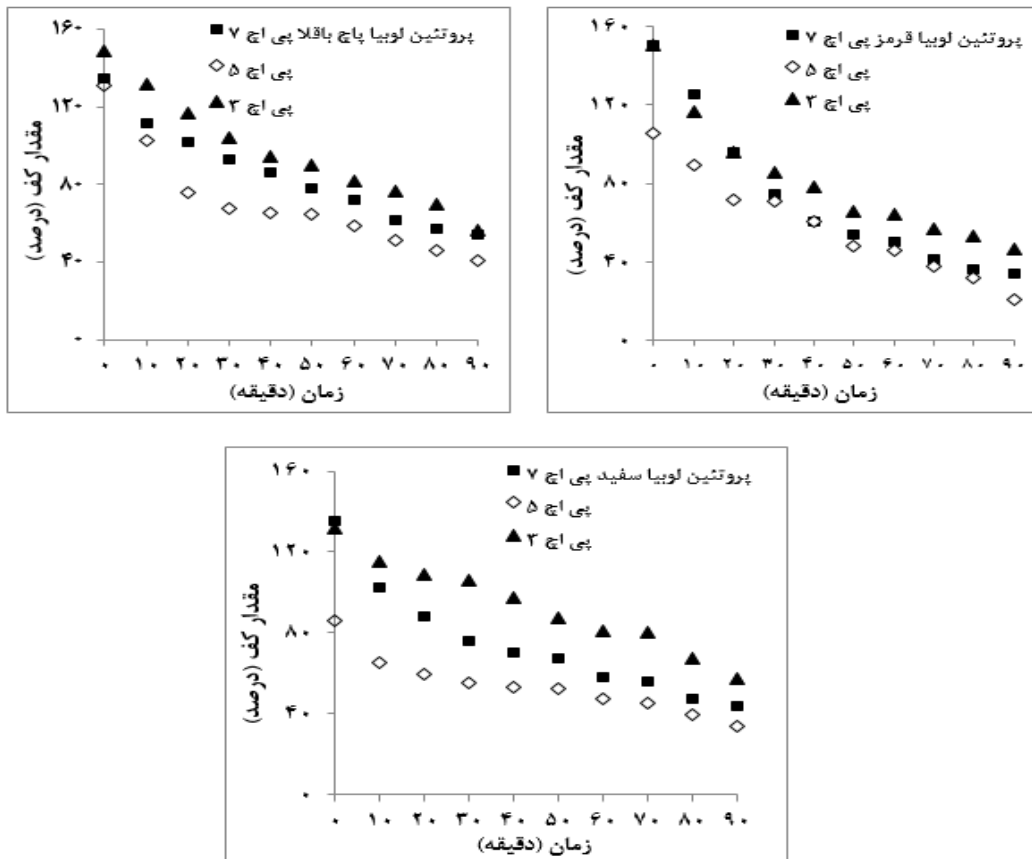 پروتئین لوبیا پاچ باقلا پی اچ ۷
پی اچ ۵
پی اچ ۳
مقدار کف (درصد)
۱۶۰
۱۲۰
۸۰
۴۰
۰
۰ ۱۰ ۲۰ ۳۰ ۴۰ ۵۰ ۶۰ ۷۰ ۸۰ ۹۰
زمان (دقیقه)
پروتئین لوبیا قرمز پی اچ ۷
پی اچ ۵
پی اچ ۳
مقدار کف (درصد)
۱۶۰
۱۲۰
۸۰
۴۰
۰
۰ ۱۰ ۲۰ ۳۰ ۴۰ ۵۰ ۶۰ ۷۰ ۸۰ ۹۰
زمان (دقیقه)
پروتئین لوبیا سفید پی اچ ۷
پی اچ ۵
پی اچ ۳
مقدار کف (درصد)
۱۶۰
۱۲۰
۸۰
۴۰
۰
۰ ۱۰ ۲۰ ۳۰ ۴۰ ۵۰ ۶۰ ۷۰ ۸۰ ۹۰
زمان (دقیقه)